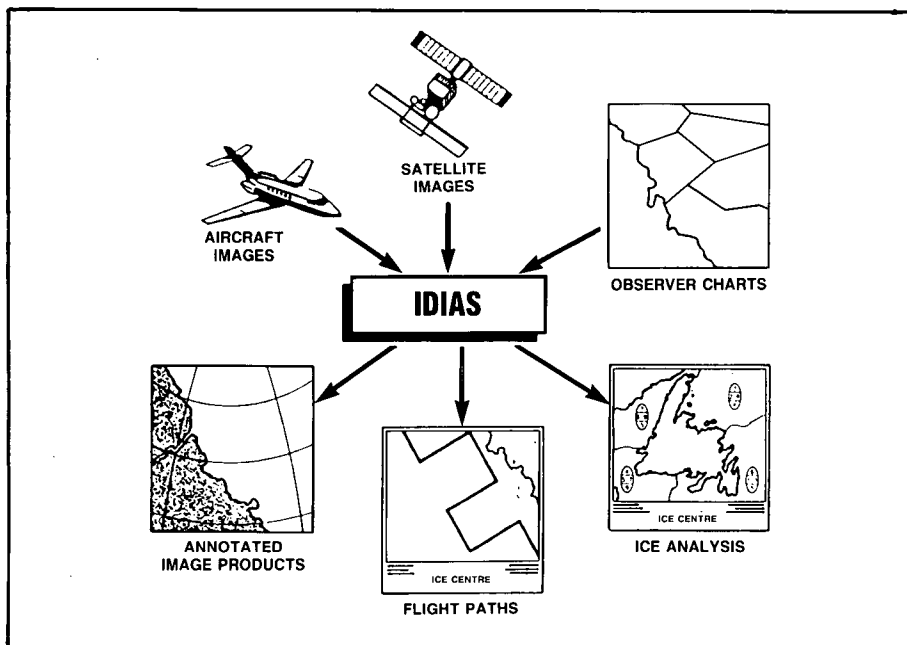 SATELLITE
IMAGES
AIRCRAFT
IMAGES
OBSERVER CHARTS
IDIAS
ANNOTATED
IMAGE PRODUCTS
ICE CENTRE
FLIGHT PATHS
ICE CENTRE
ICE ANALYSIS